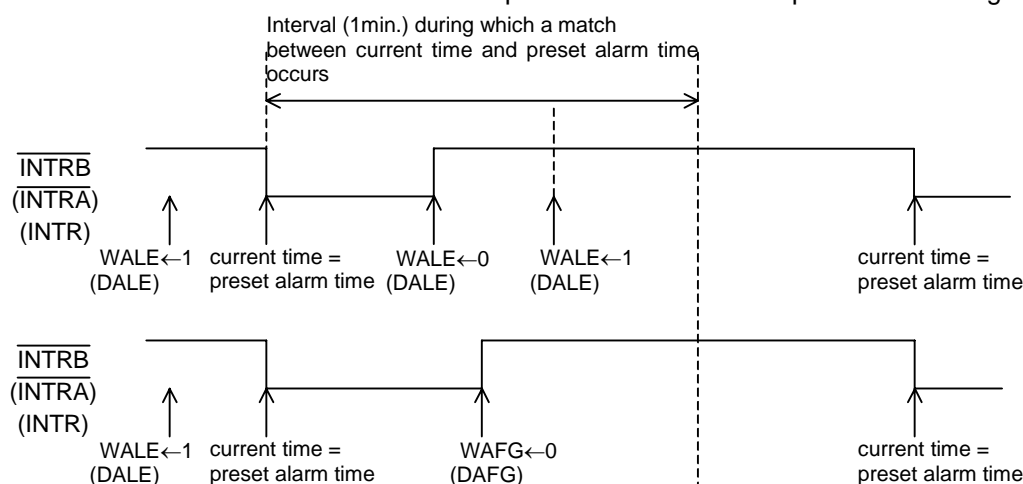 Interval (1min.) during which a match
between current time and preset alarm time
occurs
INTRB
(INTRA)
(INTR)
WALE←1
(DALE)
current time =
preset alarm time
WALE←0
(DALE)
WALE←1
(DALE)
current time =
preset alarm time
INTRB
(INTRA)
(INTR)
WALE←1
(DALE)
current time =
preset alarm time
WAFG←0
(DAFG)
current time =
preset alarm time